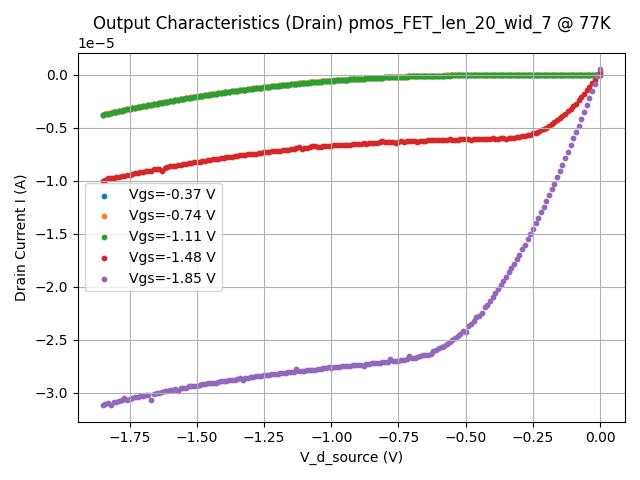 Output Characteristics (Drain) pmos_FET_len_20_wid_7 @ 77K
1e−5
0.0
−0.5
−1.0
−1.5
−2.0
−2.5
−3.0
Drain Current I (A)
Vgs=-0.37 V
Vgs=-0.74 V
Vgs=-1.11 V
Vgs=-1.48 V
Vgs=-1.85 V
−1.75 −1.50 −1.25 −1.00 −0.75 −0.50 −0.25 0.00
V_d_source (V)